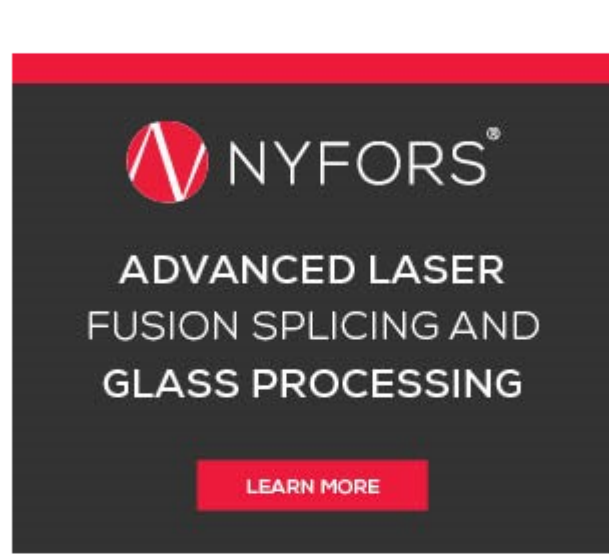 NYFORS®
ADVANCED LASER
FUSION SPLICING AND
GLASS PROCESSING
LEARN MORE